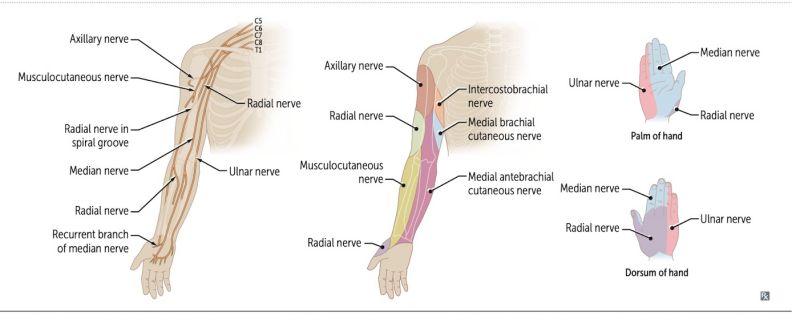 C5
C6
C7
C8
T1
Axillary nerve
Musculocutaneous nerve
Radial nerve
Radial nerve in
spiral groove
Median nerve
Ulnar nerve
Radial nerve
Recurrent branch
of median nerve
Axillary nerve
Intercostobrachial
nerve
Radial nerve
Medial brachial
cutaneous nerve
Musculocutaneous
nerve
Medial antebrachial
cutaneous nerve
Radial nerve
Median nerve
Ulnar nerve
Radial nerve
Palm of hand
Median nerve
Ulnar nerve
Radial nerve
Dorsum of hand